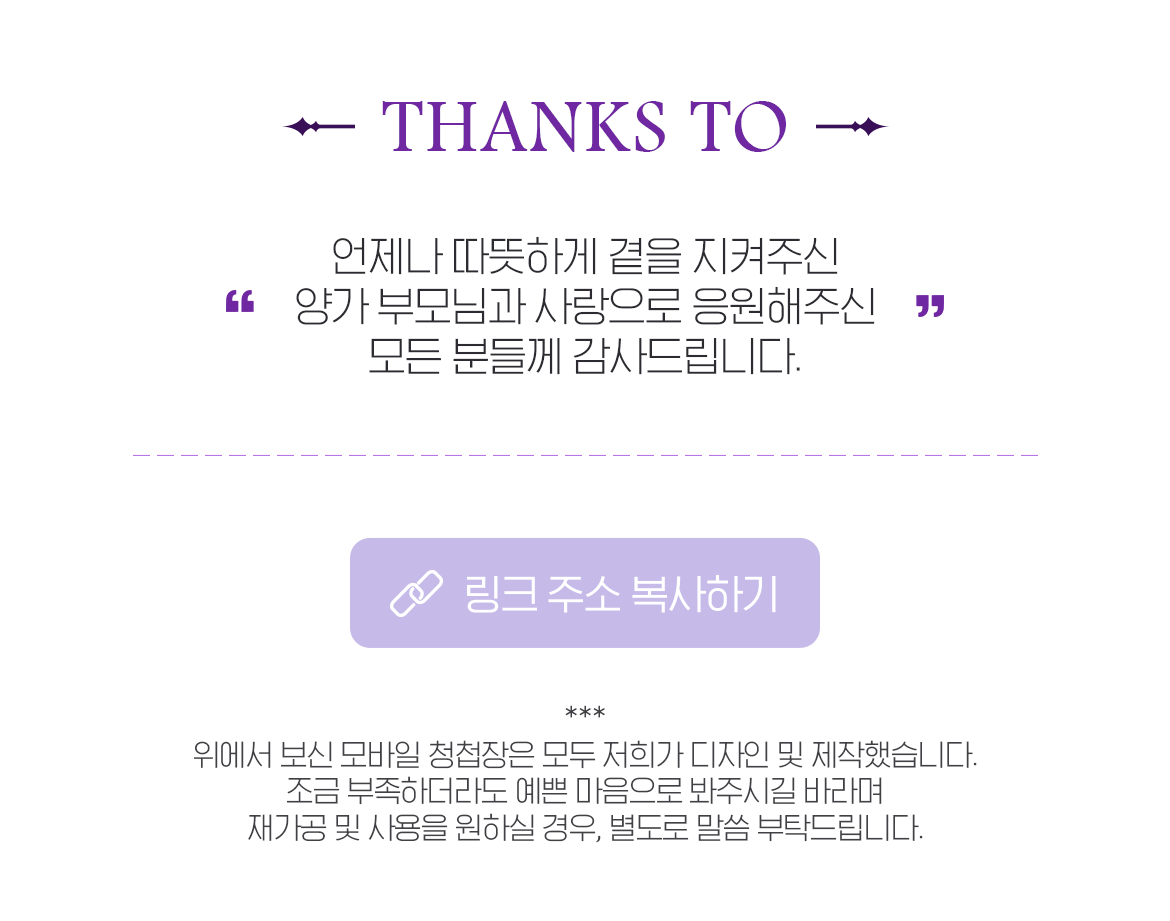 THANKS TO
언제나 따뜻하게 곁을 지켜주신
“ 양가 부모님과 사랑으로 응원해주신 ”
모든 분들께 감사드립니다.
링크 주소 복사하기
***
위에서 보신 모바일 청첩장은 모두 저희가 디자인 및 제작했습니다.
조금 부족하더라도 예쁜 마음으로 봐주시길 바라며
재가공 및 사용을 원하실 경우, 별도로 말씀 부탁드립니다.